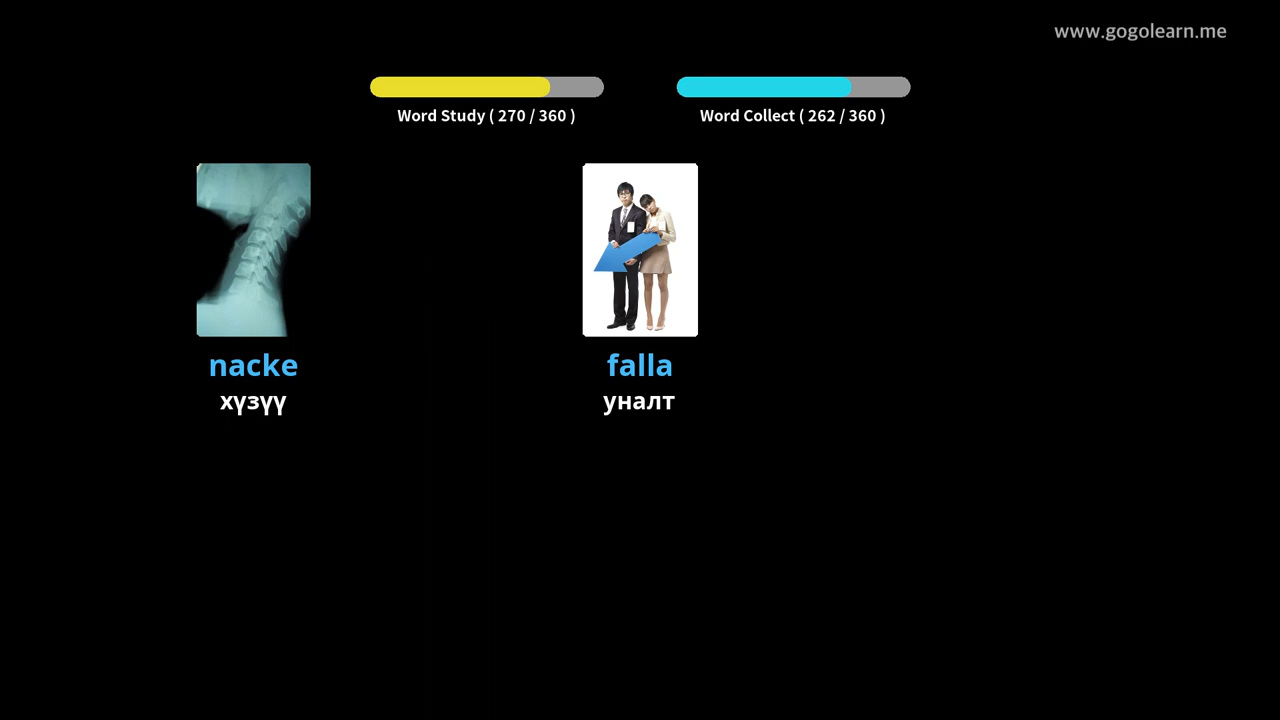 www.gogolearn.me
Word Study ( 270 / 360 )
Word Collect ( 262 / 360 )
nacke
хүзүү
falla
уналт